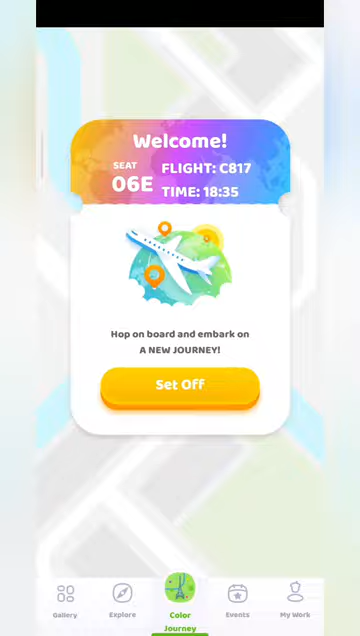 Welcome!
SEAT
06E
FLIGHT: C817
TIME: 18:35
Hop on board and embark on
A NEW JOURNEY!
Set Off
Gallery
Explore
Color
Journey
Events
My Work